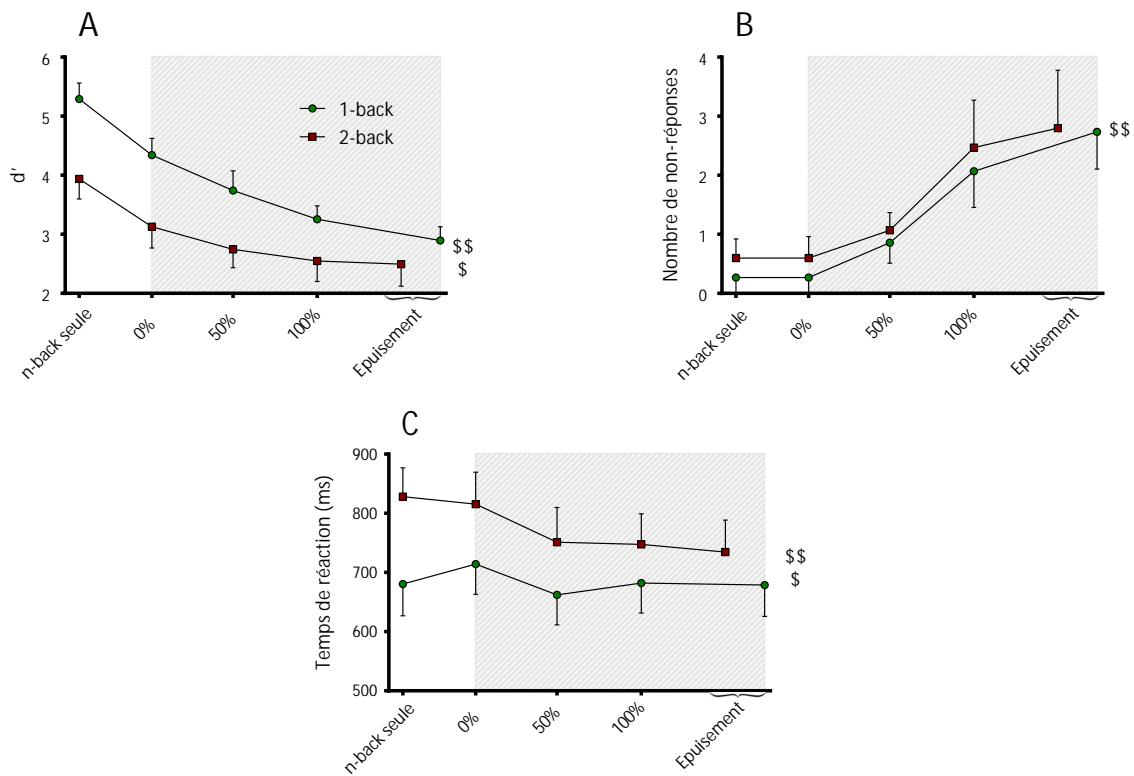 A
d′
6
5
4
3
2
1-back
2-back
$$
$
n-back seule
0%
50%
100%
Epuisement
B
Nombre de non-réponses
4
3
2
1
0
$$
n-back seule
0%
50%
100%
Epuisement
C
Temps de réaction (ms)
900
800
700
600
500
$$
$
n-back seule
0%
50%
100%
Epuisement